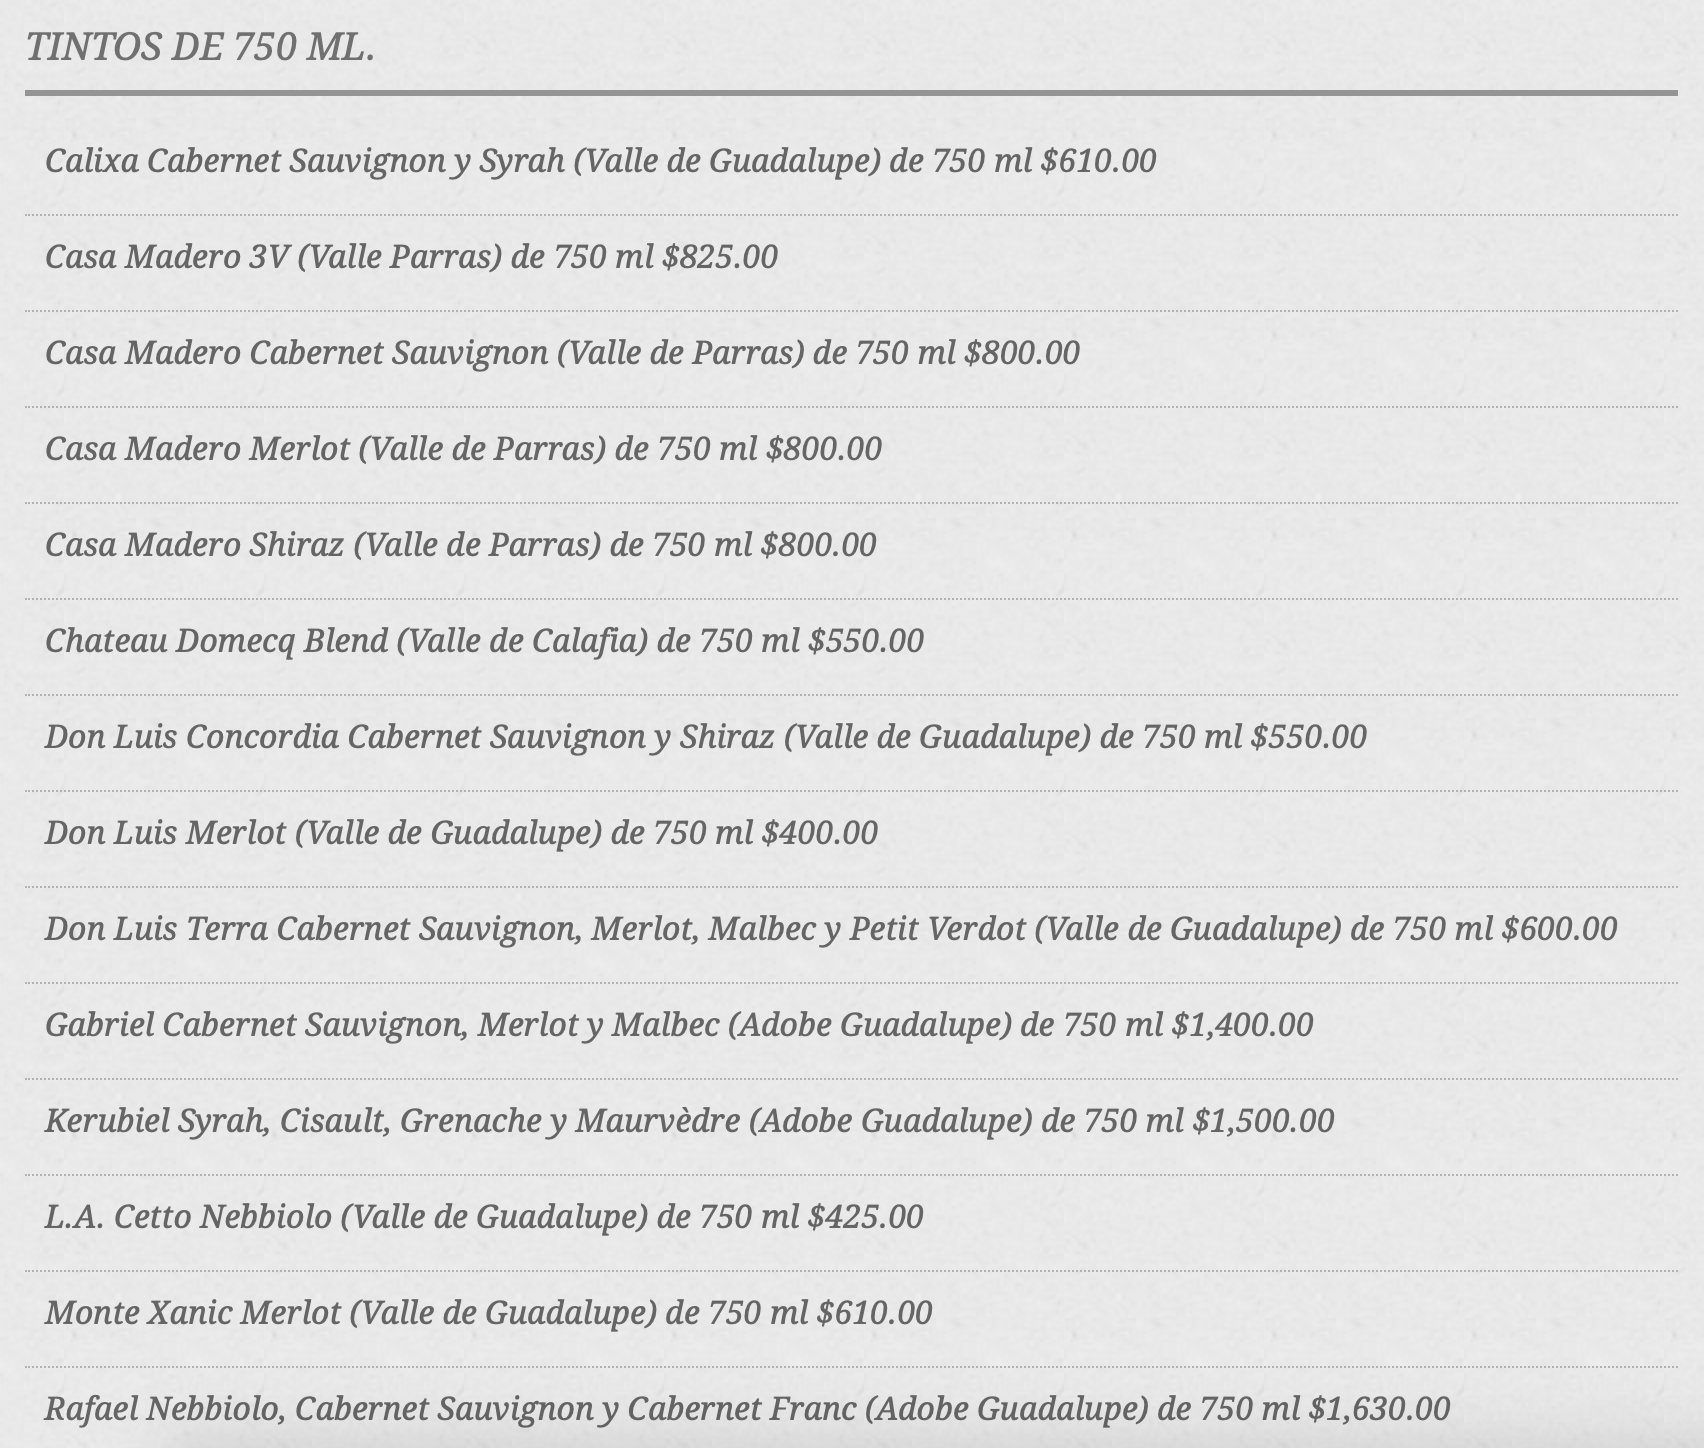 TINTOS DE 750 ML.
Calixa Cabernet Sauvignon y Syrah (Valle de Guadalupe) de 750 ml $610.00
Casa Madero 3V (Valle Parras) de 750 ml $825.00
Casa Madero Cabernet Sauvignon (Valle de Parras) de 750 ml $800.00
Casa Madero Merlot (Valle de Parras) de 750 ml $800.00
Casa Madero Shiraz (Valle de Parras) de 750 ml $800.00
Chateau Domecq Blend (Valle de Calafia) de 750 ml $550.00
Don Luis Concordia Cabernet Sauvignon y Shiraz (Valle de Guadalupe) de 750 ml $550.00
Don Luis Merlot (Valle de Guadalupe) de 750 ml $400.00
Don Luis Terra Cabernet Sauvignon, Merlot, Malbec y Petit Verdot (Valle de Guadalupe) de 750 ml $600.00
Gabriel Cabernet Sauvignon, Merlot y Malbec (Adobe Guadalupe) de 750 ml $1,400.00
Kerubiel Syrah, Cisault, Grenache y Maurvèdre (Adobe Guadalupe) de 750 ml $1,500.00
L.A. Cetto Nebbiolo (Valle de Guadalupe) de 750 ml $425.00
Monte Xanic Merlot (Valle de Guadalupe) de 750 ml $610.00
Rafael Nebbiolo, Cabernet Sauvignon y Cabernet Franc (Adobe Guadalupe) de 750 ml $1,630.00